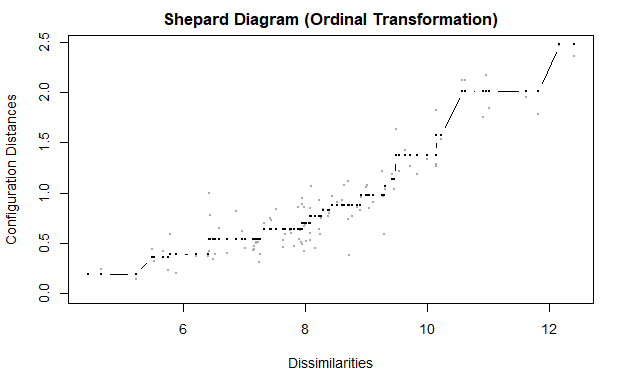 Shepard Diagram (Ordinal Transformation)
2.5
2.0
1.5
1.0
0.5
0.0
Configuration Distances
6 8 10 12
Dissimilarities